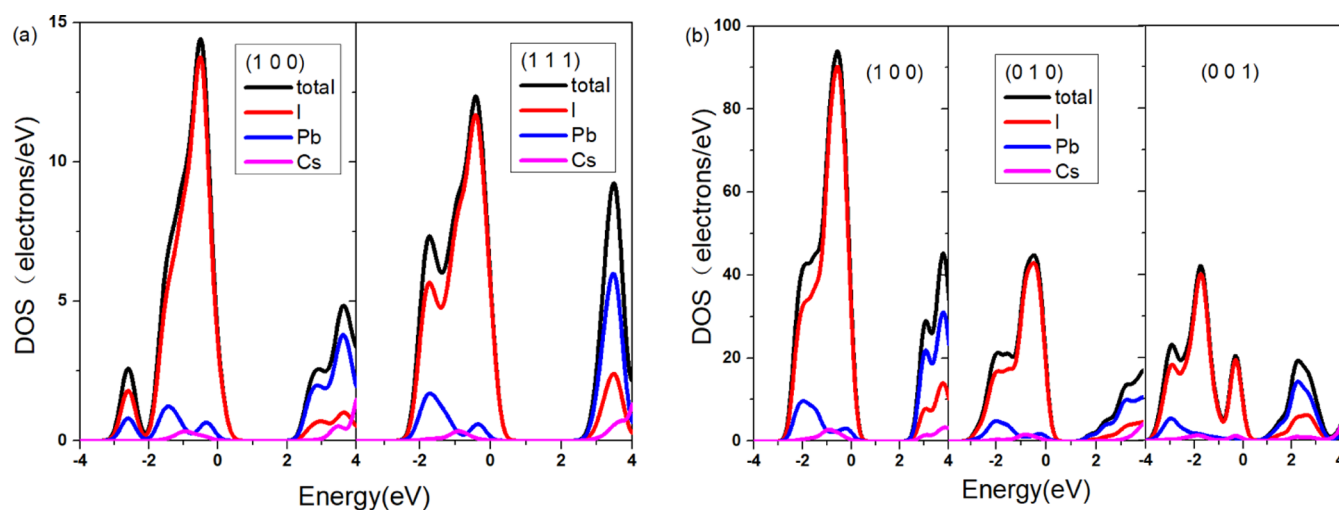 (a)
15
10
5
0
DOS (electrons/eV)
(1 0 0)
total
I
Pb
Cs
(1 1 1)
total
I
Pb
Cs
-4 -2 0 2 4 -2 0 2 4
Energy(eV)
(b)
100
80
60
40
20
0
DOS (electrons/eV)
(1 0 0)
(0 1 0)
total
I
Pb
Cs
(0 0 1)
-4 -2 0 2 -4 -2 0 2 -4 -2 0 2 4
Energy(eV)